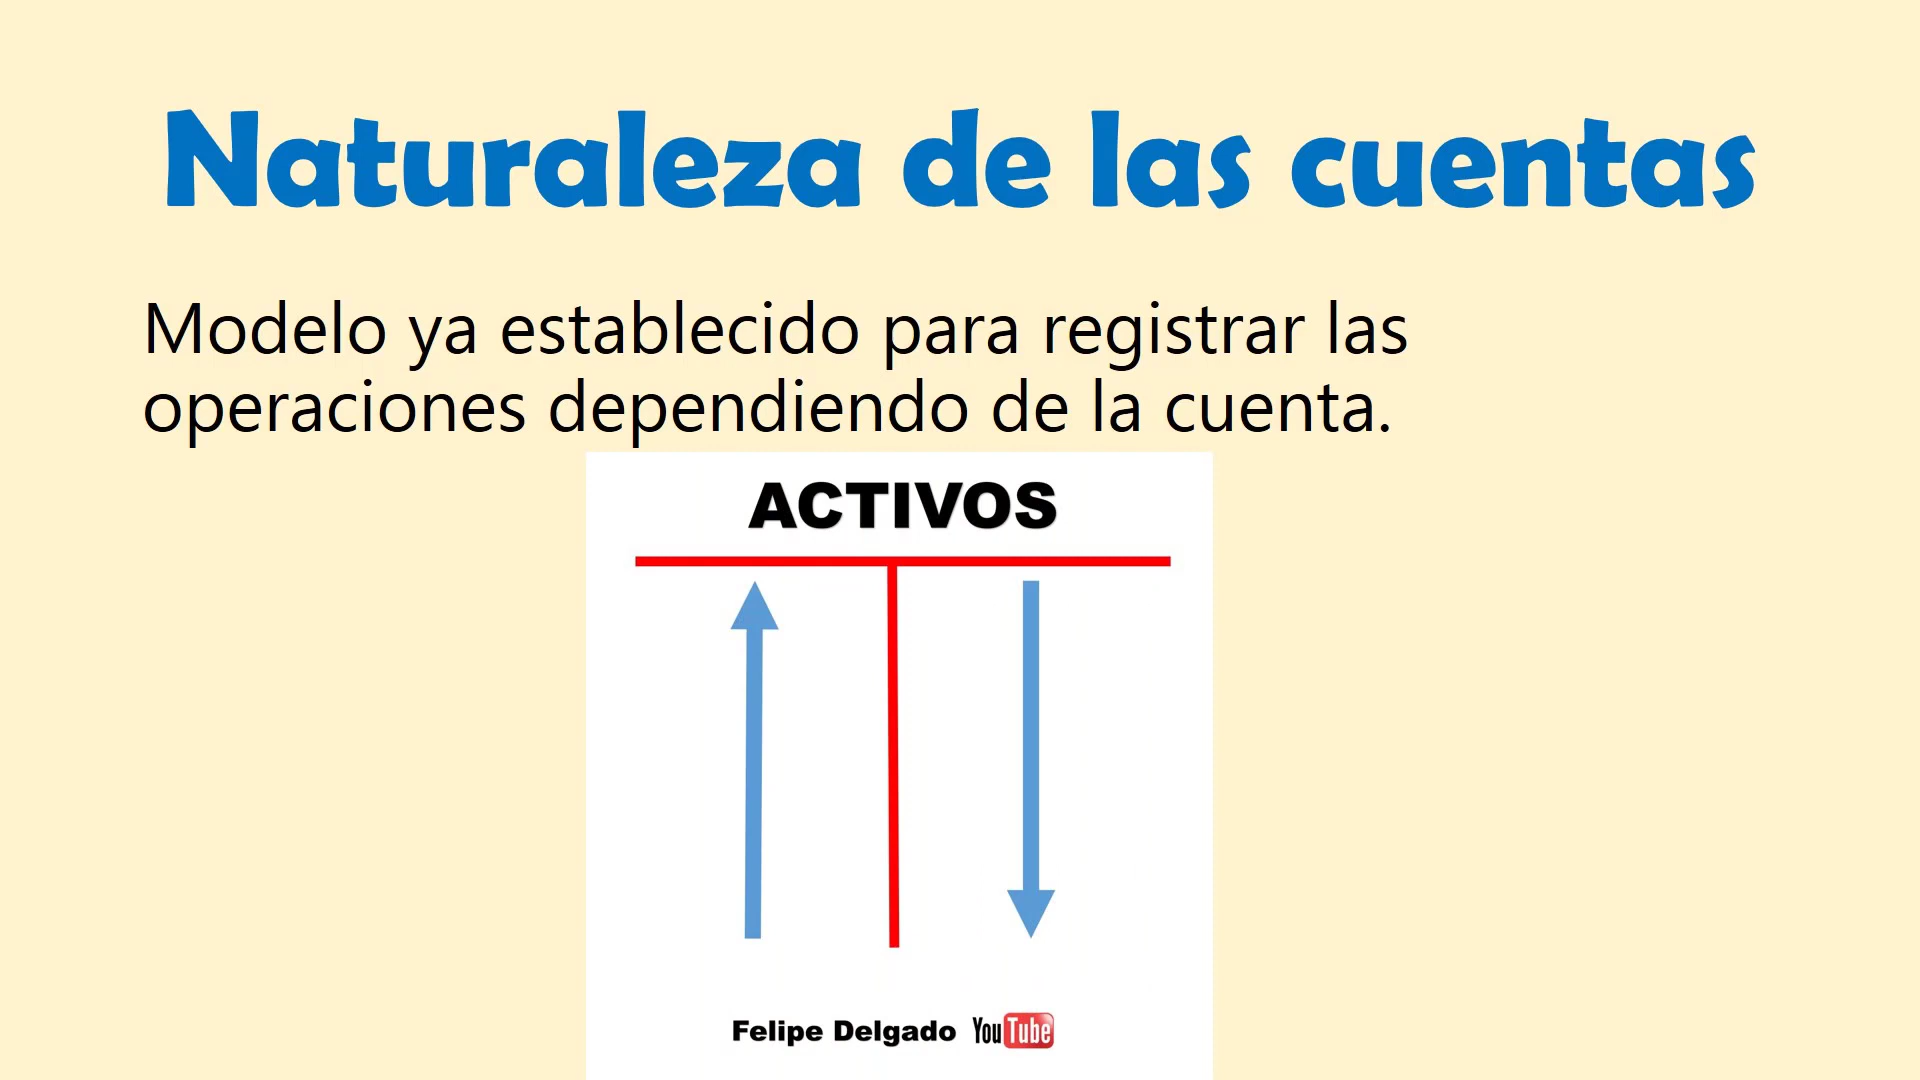 Naturaleza de las cuentas
Modelo ya establecido para registrar las
operaciones dependiendo de la cuenta.
ACTIVOS
Felipe Delgado YouTube